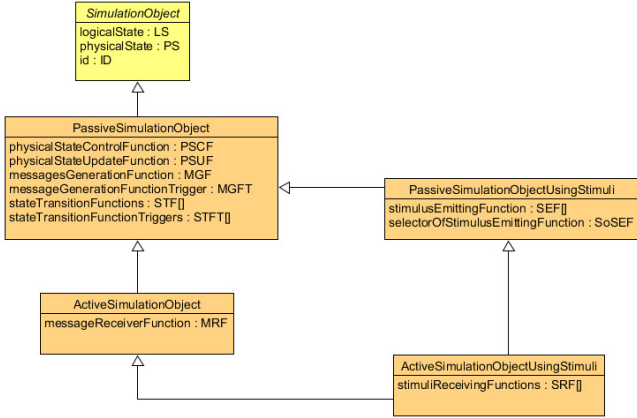 SimulationObject
logicalState : LS
physicalState : PS
id : ID
PassiveSimulationObject
physicalStateControlFunction : PSCF
physicalStateUpdateFunction : PSUF
messagesGenerationFunction : MGF
messageGenerationFunctionTrigger : MGFT
stateTransitionFunctions : STF[]
stateTransitionFunctionTriggers : STFT[]
PassiveSimulationObjectUsingStimuli
stimulusEmittingFunction : SEF[]
selectorOfStimulusEmittingFunction : SoSEF
ActiveSimulationObject
messageReceiverFunction : MRF
ActiveSimulationObjectUsingStimuli
stimuliReceivingFunctions : SRF[]